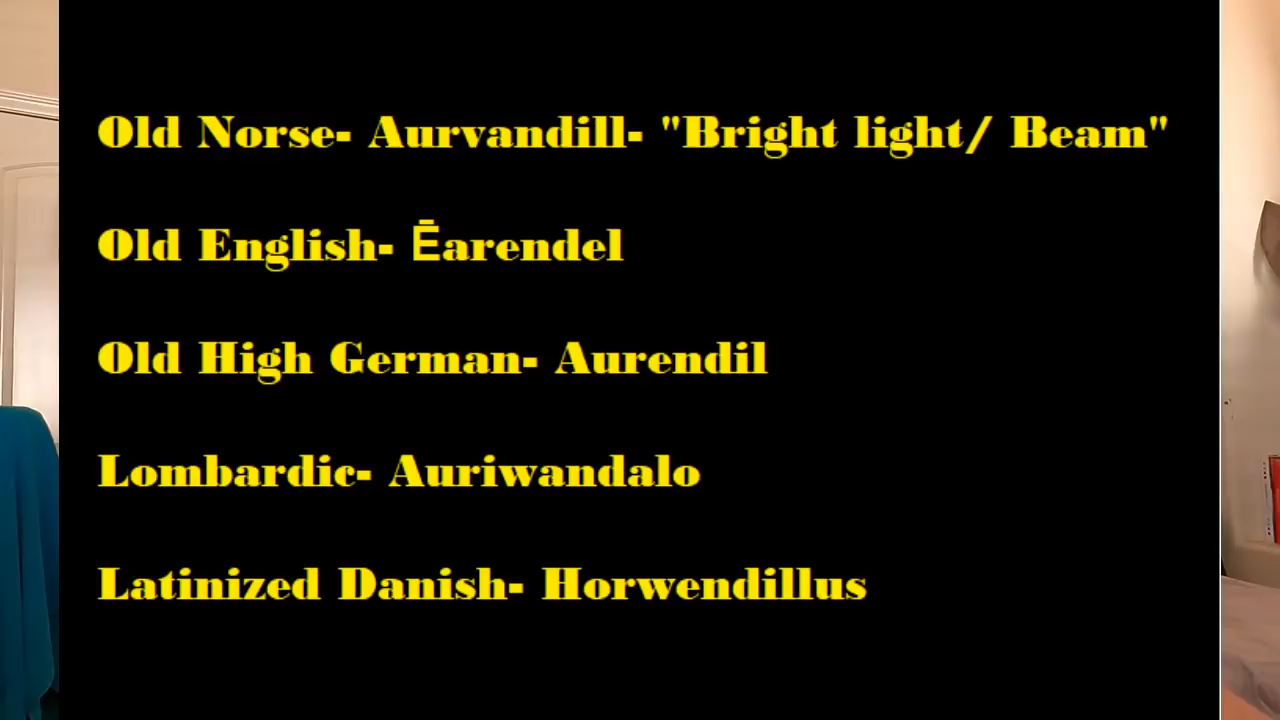 Old Norse- Aurvandill- "Bright light/ Beam"
Old English- Ēarendel
Old High German- Aurendil
Lombardic- Auriwandalo
Latinized Danish- Horwendillus